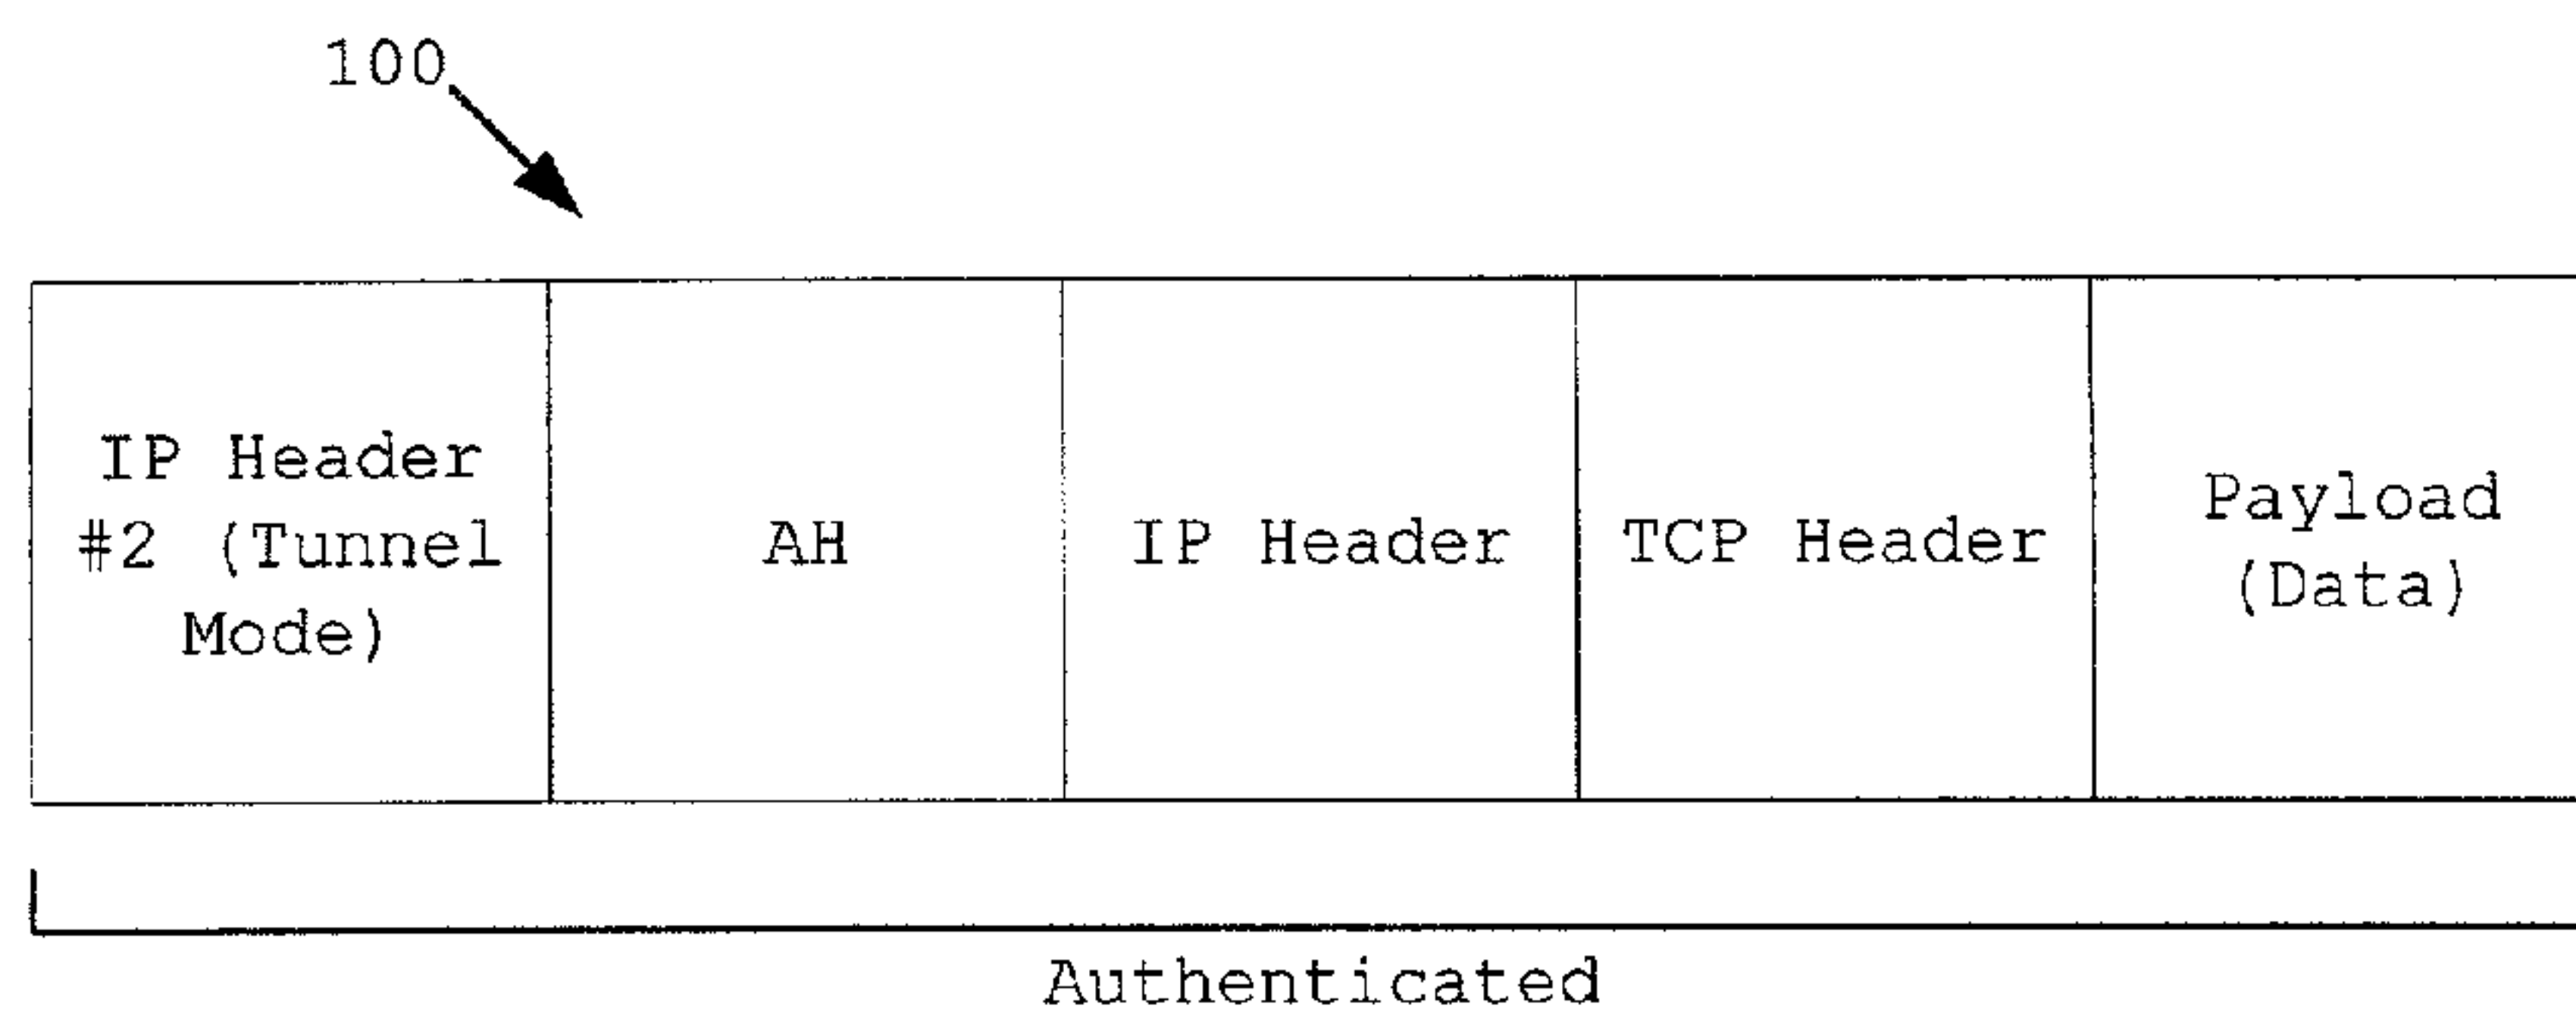 100
IP Header
#2 (Tunnel
Mode)
AH
IP Header
TCP Header
Payload
(Data)
Authenticated